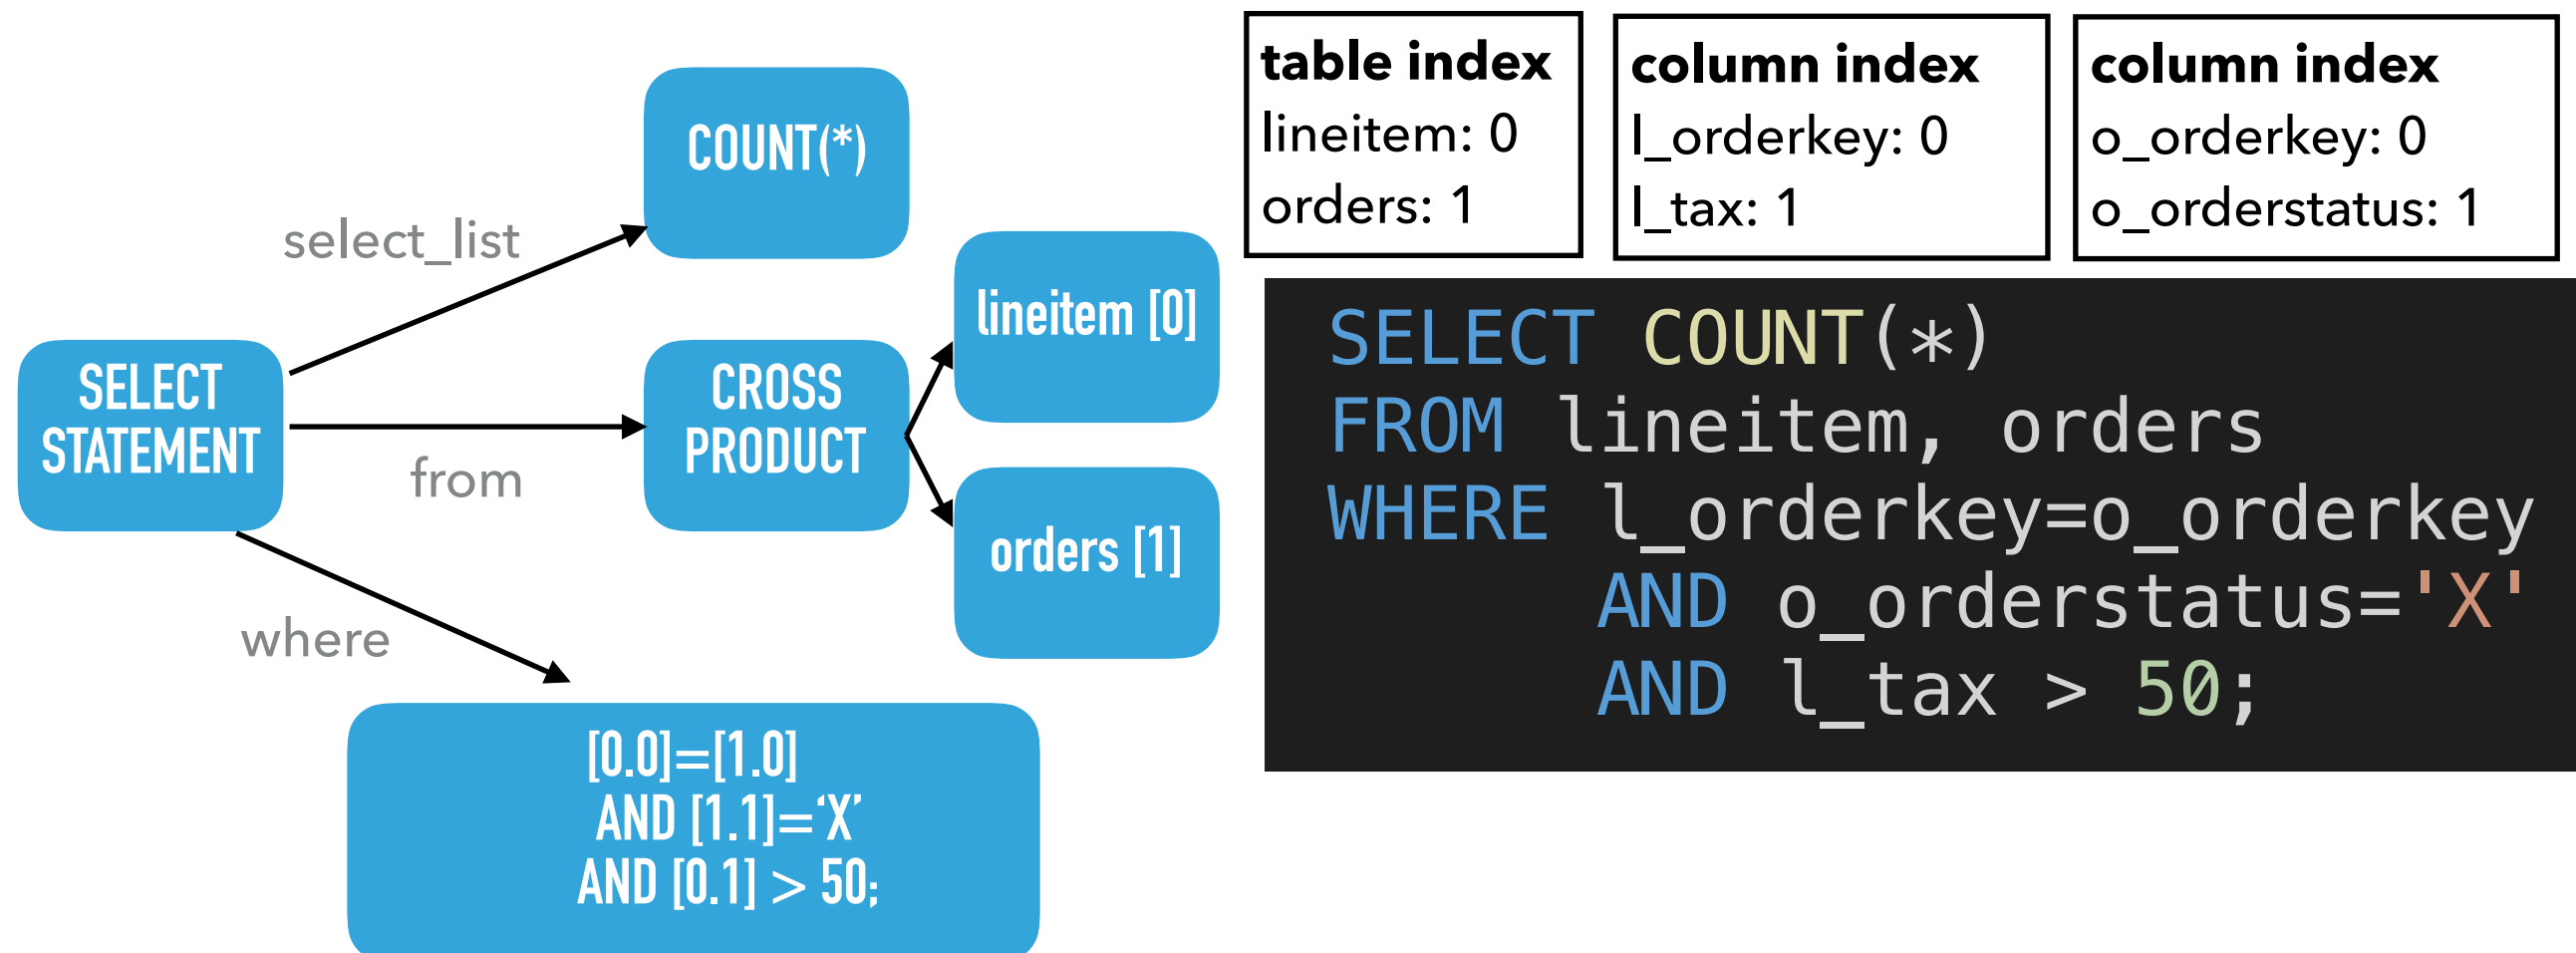 COUNT(*)
select_list
lineitem [0]
SELECT
STATEMENT
CROSS
PRODUCT
from
orders [1]
where
[0.0]=[1.0]
AND [1.1]=‘X’
AND [0.1] > 50;
table index
lineitem: 0
orders: 1
column index
l_orderkey: 0
l_tax: 1
column index
o_orderkey: 0
o_orderstatus: 1
SELECT COUNT(*)
FROM lineitem, orders
WHERE l_orderkey=o_orderkey
AND o_orderstatus='X'
AND l_tax > 50;